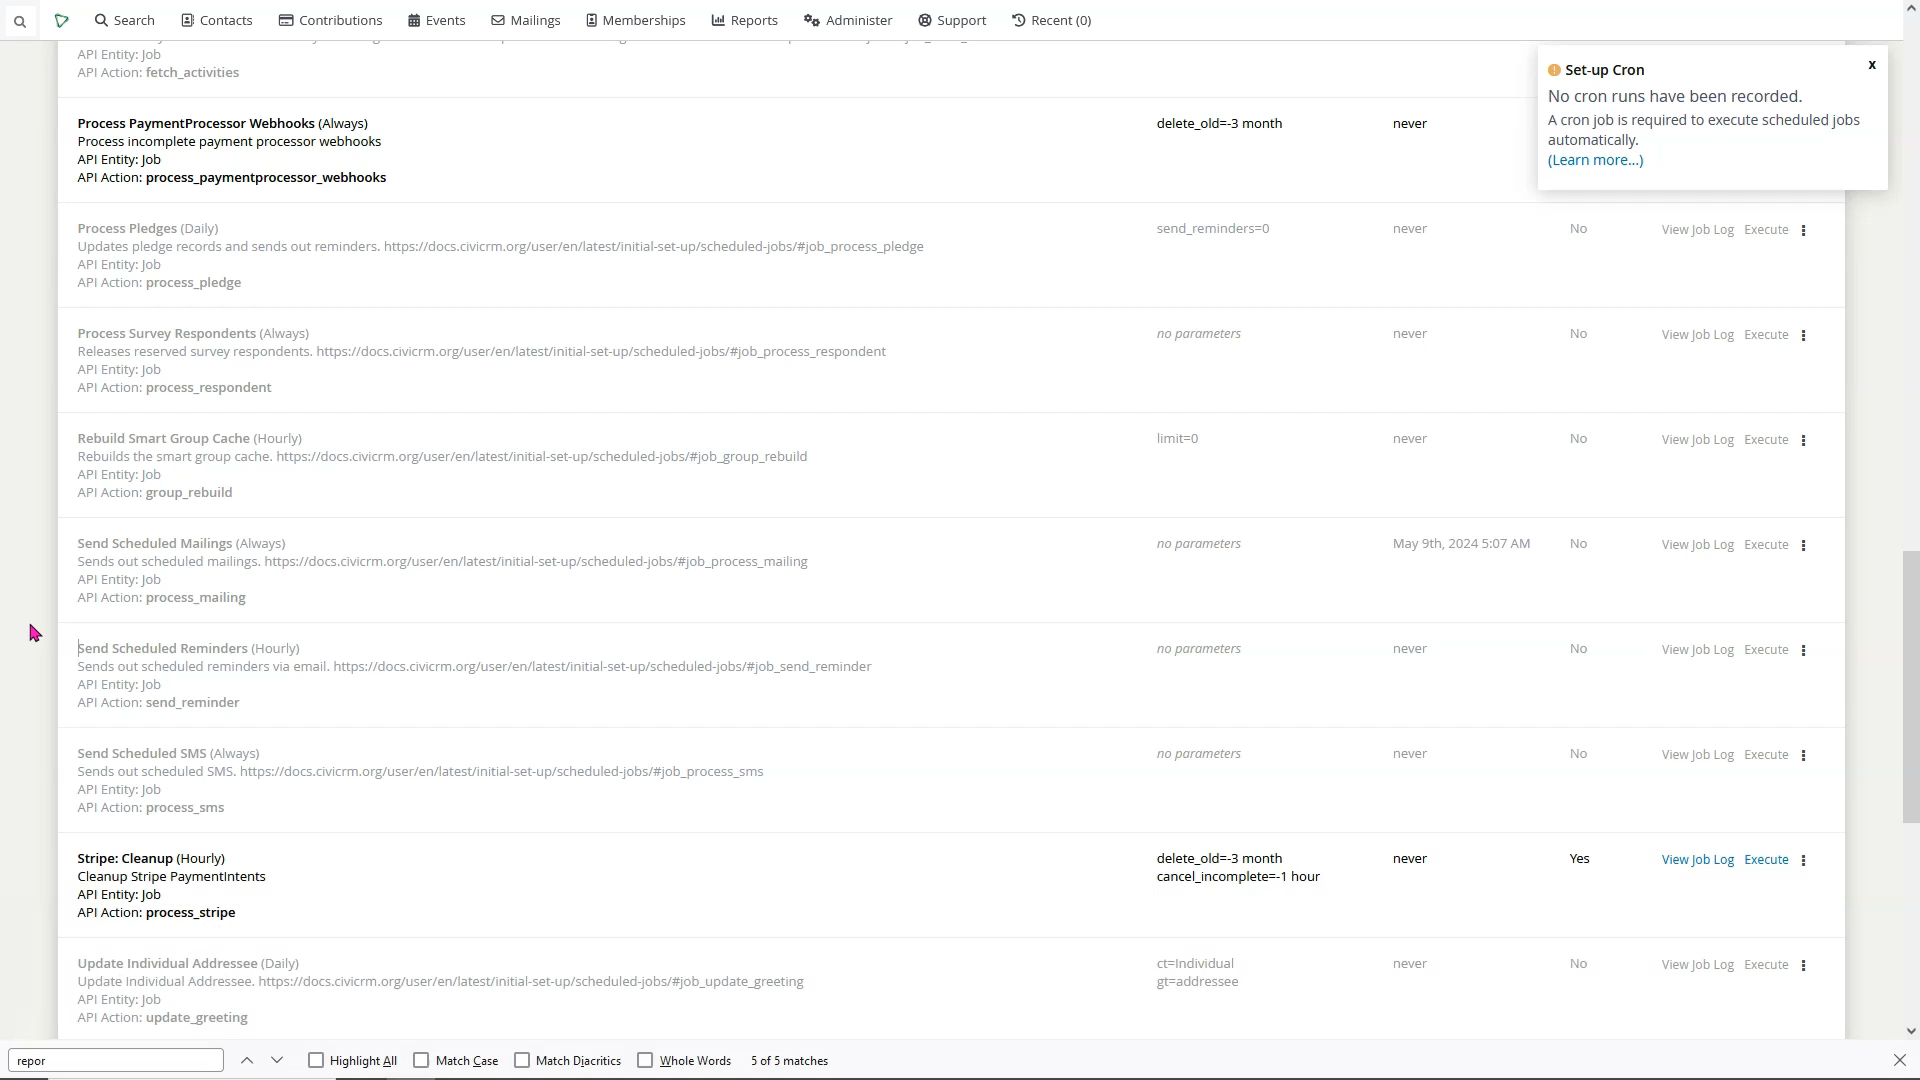 Search Contacts Contributions Events Mailings Memberships Reports Administer Support Recent (0)
API Entity: Job
API Action: fetch_activities
Set-up Cron
x
No cron runs have been recorded.
A cron job is required to execute scheduled jobs
automatically.
(Learn more...)
Process PaymentProcessor Webhooks (Always) delete_old=-3 month never
Process incomplete payment processor webhooks
API Entity: Job
API Action: process_paymentprocessor_webhooks
Process Pledges (Daily) send_reminders=0 never No View Job Log Execute
Updates pledge records and sends out reminders. https://docs.civicrm.org/user/en/latest/initial-set-up/scheduled-jobs/#job_process_pledge
API Entity: Job
API Action: process_pledge
Process Survey Respondents (Always) no parameters never No View Job Log Execute
Releases reserved survey respondents. https://docs.civicrm.org/user/en/latest/initial-set-up/scheduled-jobs/#job_process_respondent
API Entity: Job
API Action: process_respondent
Rebuild Smart Group Cache (Hourly) limit=0 never No View Job Log Execute
Rebuilds the smart group cache. https://docs.civicrm.org/user/en/latest/initial-set-up/scheduled-jobs/#job_group_rebuild
API Entity: Job
API Action: group_rebuild
Send Scheduled Mailings (Always) no parameters May 9th, 2024 5:07 AM No View Job Log Execute
Sends out scheduled mailings. https://docs.civicrm.org/user/en/latest/initial-set-up/scheduled-jobs/#job_process_mailing
API Entity: Job
API Action: process_mailing
Send Scheduled Reminders (Hourly) no parameters never No View Job Log Execute
Sends out scheduled reminders via email. https://docs.civicrm.org/user/en/latest/initial-set-up/scheduled-jobs/#job_send_reminder
API Entity: Job
API Action: send_reminder
Send Scheduled SMS (Always) no parameters never No View Job Log Execute
Sends out scheduled SMS. https://docs.civicrm.org/user/en/latest/initial-set-up/scheduled-jobs/#job_process_sms
API Entity: Job
API Action: process_sms
Stripe: Cleanup (Hourly) delete_old=-3 month never Yes View Job Log Execute
Cleanup Stripe PaymentIntents cancel_incomplete=-1 hour
API Entity: Job
API Action: process_stripe
Update Individual Addressee (Daily) ct=Individual never No View Job Log Execute
Update Individual Addressee. https://docs.civicrm.org/user/en/latest/initial-set-up/scheduled-jobs/#job_update_greeting gt=addressee
API Entity: Job
API Action: update_greeting
repor Highlight All Match Case Match Diacritics Whole Words 5 of 5 matches